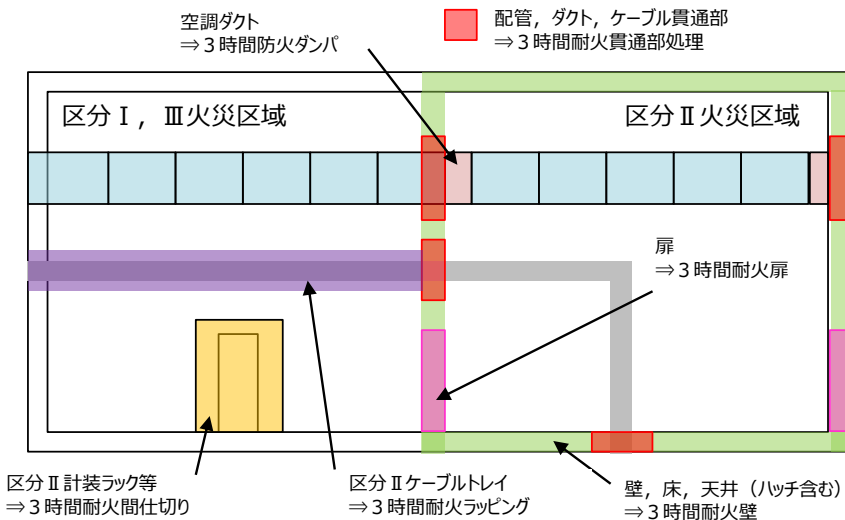 空調ダクト
⇒３時間防火ダンパ
配管，ダクト，ケーブル貫通部
⇒３時間耐火貫通部処理
区分Ⅰ，Ⅲ火災区域
区分Ⅱ火災区域
扉
⇒３時間耐火扉
区分Ⅱ計装ラック等
⇒３時間耐火間仕切り
区分Ⅱケーブルトレイ
⇒３時間耐火ラッピング
壁，床，天井（ハッチ含む）
⇒３時間耐火壁